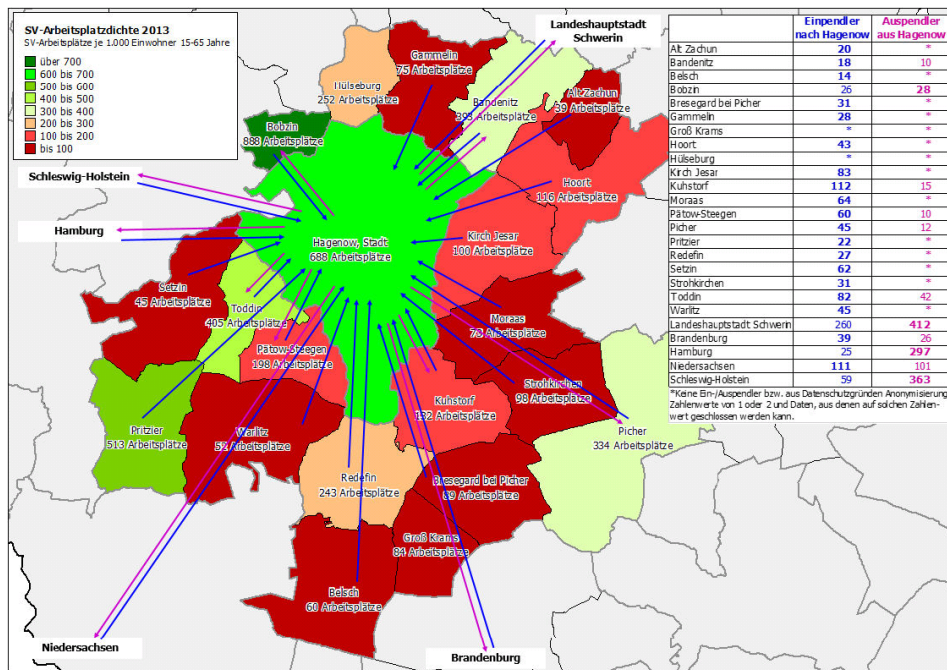 SV-Arbeitsplatzdichte 2013
SV-Arbeitsplätze je 1.000 Einwohner 15-65 Jahre
über 700
600 bis 700
500 bis 600
400 bis 500
300 bis 400
200 bis 300
100 bis 200
bis 100
Landeshauptstadt
Schwerin
Gammelin
75 Arbeitsplätze
Hülseburg
252 Arbeitsplätze
Bandenitz
393 Arbeitsplätze
Alt Zachun
39 Arbeitsplätze
Bobzin
888 Arbeitsplätze
Schleswig-Holstein
Hoort
116 Arbeitsplätze
Hamburg
Hagenow, Stadt
688 Arbeitsplätze
Kirch Jesar
100 Arbeitsplätze
Setzin
45 Arbeitsplätze
Toddin
405 Arbeitsplätze
Moraas
73 Arbeitsplätze
Pätow-Steegen
198 Arbeitsplätze
Strohkirchen
98 Arbeitsplätze
Kuhstorf
132 Arbeitsplätze
Pritzier
513 Arbeitsplätze
Warlitz
52 Arbeitsplätze
Picher
334 Arbeitsplätze
Redefin
243 Arbeitsplätze
Bresegard bei Picher
89 Arbeitsplätze
Groß Krams
84 Arbeitsplätze
Belsch
60 Arbeitsplätze
Niedersachsen
Brandenburg
Einpendler Auspendler
nach Hagenow aus Hagenow
Alt Zachun 20 *
Bandenitz 18 10
Belsch 14 *
Bobzin 26 28
Bresegard bei Picher 31 *
Gammelin 28 *
Groß Krams * *
Hoort 43 *
Hülseburg * *
Kirch Jesar 83 *
Kuhstorf 112 15
Moraas 64 *
Pätow-Steegen 60 10
Picher 45 12
Pritzier 22 *
Redefin 27 *
Setzin 62 *
Strohkirchen 31 *
Toddin 82 42
Warlitz 45 *
Landeshauptstadt Schwerin 260 412
Brandenburg 39 26
Hamburg 25 297
Niedersachsen 111 101
Schleswig-Holstein 59 363
*Keine Ein-/Auspendler bzw. aus Datenschutzgründen Anonymisierung
Zahlenwerte von 1 oder 2 und Daten, aus denen auf solchen Zahlen-
wert geschlossen werden kann.